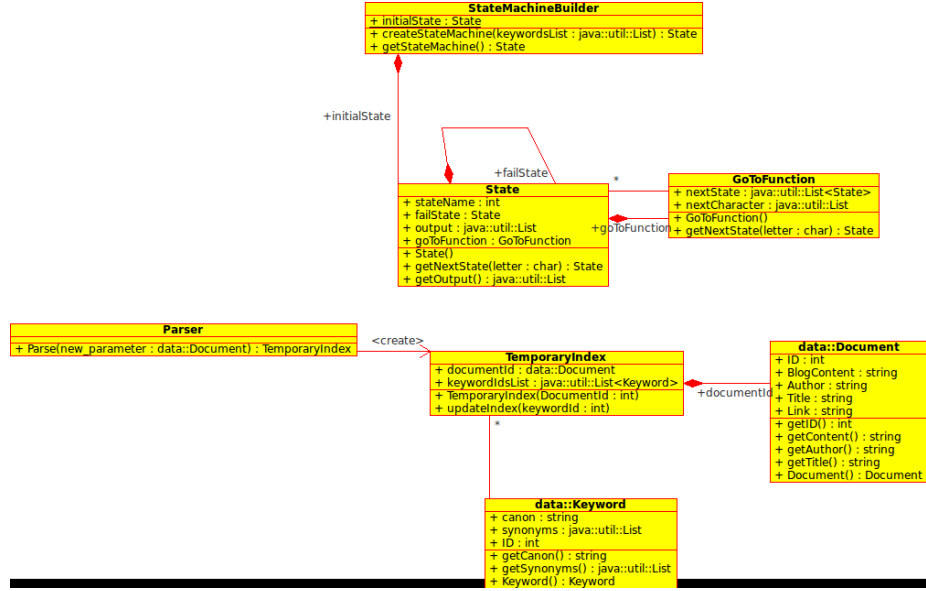 StateMachineBuilder
+ initialState : State
+ createStateMachine(keywordsList : java::util::List) : State
+ getStateMachine() : State
+initialState
+failState
*
State
+ stateName : int
+ failState : State
+ output : java::util::List
+ goToFunction : GoToFunction
+ State()
+ getNextState(letter : char) : State
+ getOutput() : java::util::List
+goToFunction
GoToFunction
+ nextState : java::util::List<State>
+ nextCharacter : java::util::List
+ GoToFunction()
+ getNextState(letter : char) : State
Parser
+ Parse(new_parameter : data::Document) : TemporaryIndex
<create>
TemporaryIndex
+ documentId : data::Document
+ keywordIdsList : java::util::List<Keyword>
+ TemporaryIndex(DocumentId : int)
+ updateIndex(keywordId : int)
+documentId
*
data::Document
+ ID : int
+ BlogContent : string
+ Author : string
+ Title : string
+ Link : string
+ getID() : int
+ getContent() : string
+ getAuthor() : string
+ getTitle() : string
+ Document() : Document
data::Keyword
+ canon : string
+ synonyms : java::util::List
+ ID : int
+ getCanon() : string
+ getSynonyms() : java::util::List
+ Keyword() : Keyword